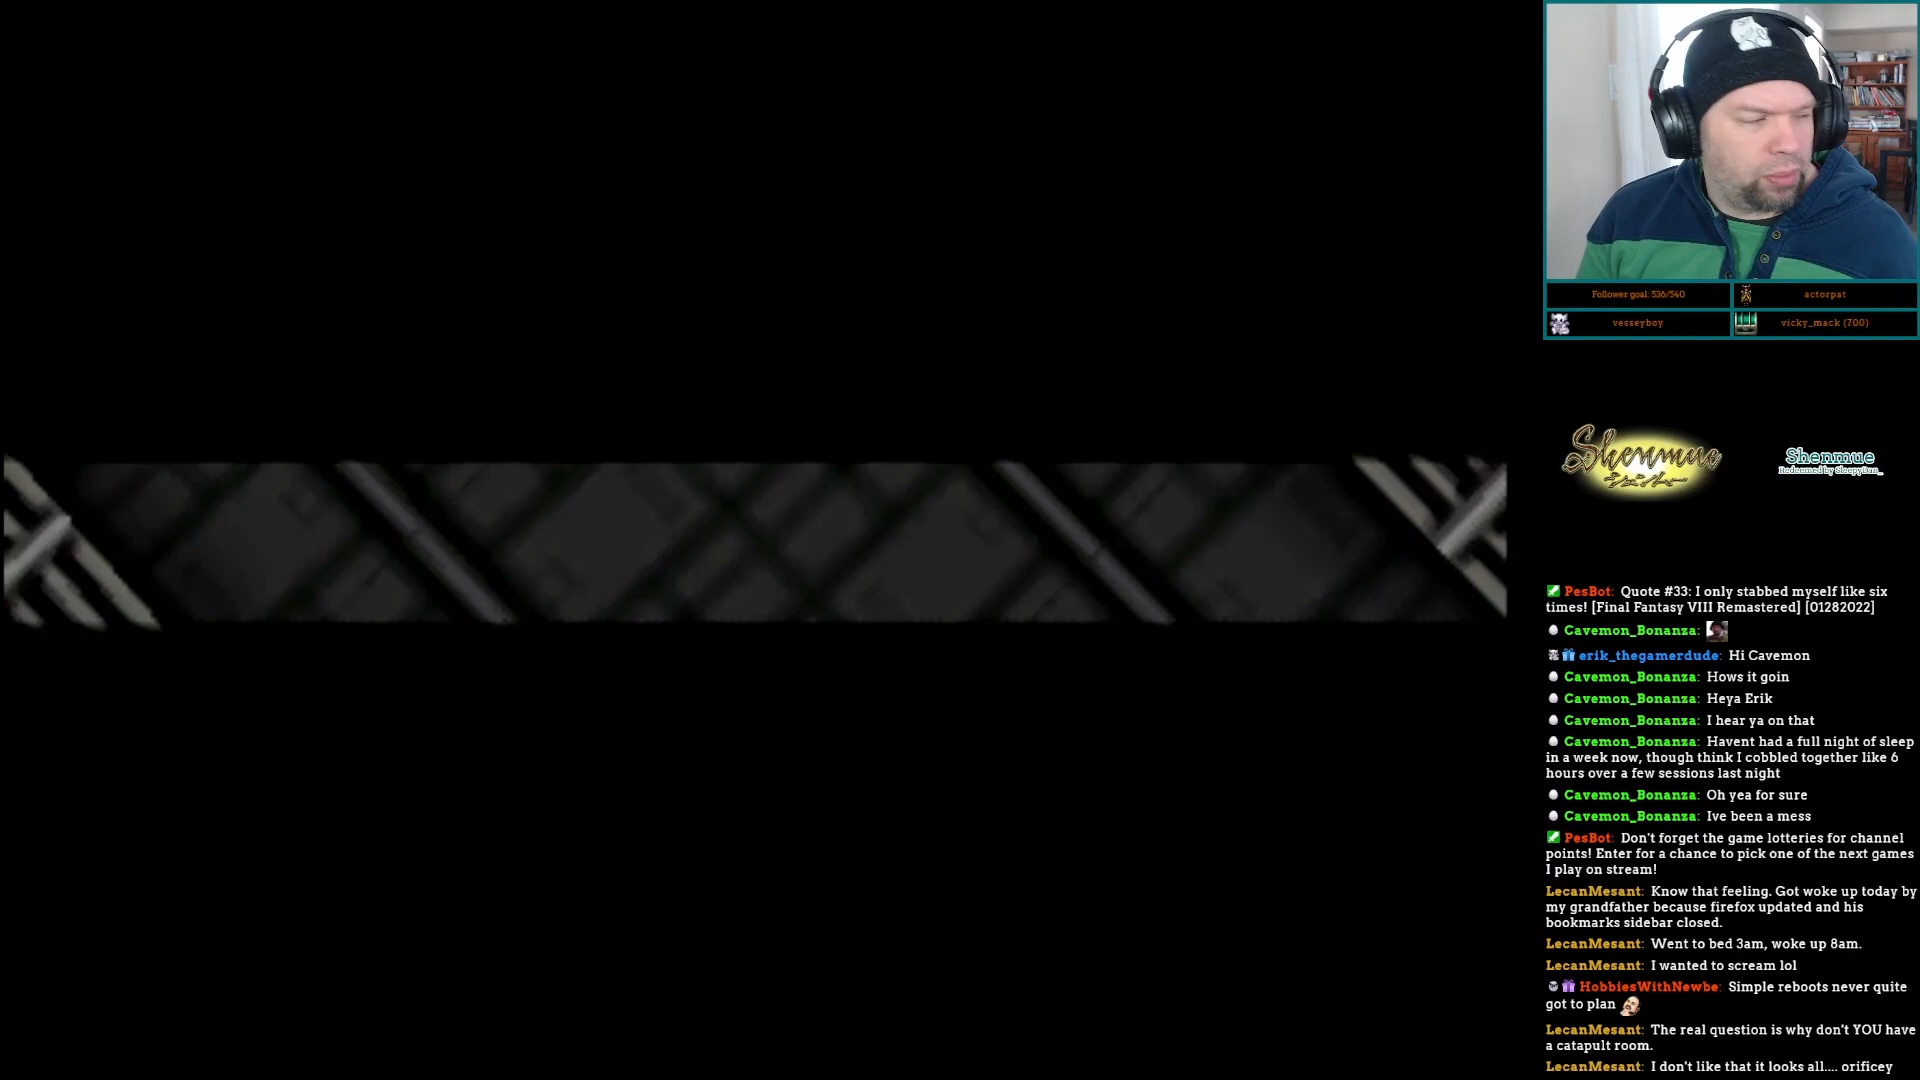 Follower goal: 536/540
actorpat
vesseyboy
vicky_mack (700)
Shenmue
Shenmue
Redeemed by SleepyDan_
PesBot: Quote #33: I only stabbed myself like six
times! [Final Fantasy VIII Remastered] [01282022]
Cavemon_Bonanza:
erik_thegamerdude: Hi Cavemon
Cavemon_Bonanza: Hows it goin
Cavemon_Bonanza: Heya Erik
Cavemon_Bonanza: I hear ya on that
Cavemon_Bonanza: Havent had a full night of sleep
in a week now, though think I cobbled together like 6
hours over a few sessions last night
Cavemon_Bonanza: Oh yea for sure
Cavemon_Bonanza: Ive been a mess
PesBot: Don't forget the game lotteries for channel
points! Enter for a chance to pick one of the next games
I play on stream!
LecanMesant: Know that feeling. Got woke up today by
my grandfather because firefox updated and his
bookmarks sidebar closed.
LecanMesant: Went to bed 3am, woke up 8am.
LecanMesant: I wanted to scream lol
HobbiesWithNewbe: Simple reboots never quite
got to plan
LecanMesant: The real question is why don't YOU have
a catapult room.
LecanMesant: I don't like that it looks all.... orificey